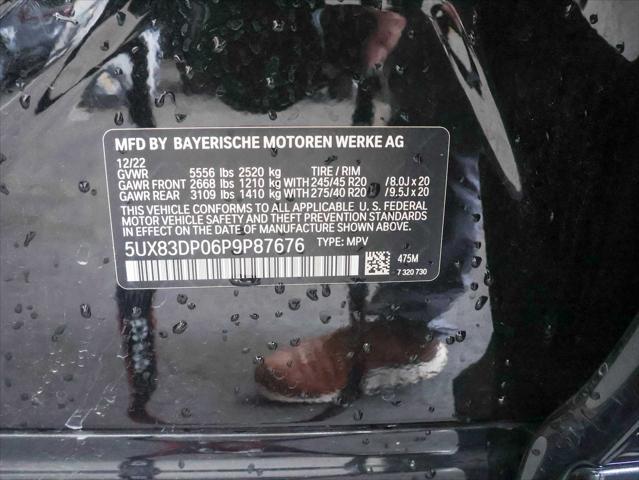 MFD BY BAYERISCHE MOTOREN WERKE AG
12/22
GVWR 5556 lbs 2520 kg TIRE / RIM
GAWR FRONT 2668 lbs 1210 kg WITH 245/45 R20 /8.0J x 20
GAWR REAR 3109 lbs 1410 kg WITH 275/40 R20 /9.5J x 20
THIS VEHICLE CONFORMS TO ALL APPLICABLE U. S. FEDERAL
MOTOR VEHICLE SAFETY AND THEFT PREVENTION STANDARDS
IN EFFECT ON THE DATE OF MANUFACTURE SHOWN ABOVE.
5UX83DP06P9P87676 TYPE: MPV
475M
7 320 730